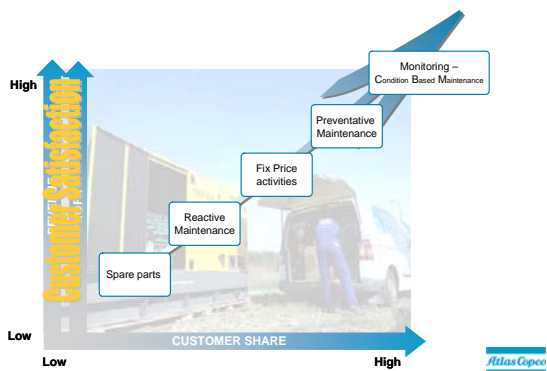 High
Customer Satisfaction
Monitoring –
Condition Based Maintenance
Preventative
Maintenance
Fix Price
activities
Reactive
Maintenance
Spare parts
Low
CUSTOMER SHARE
Low
High
Atlas Copco